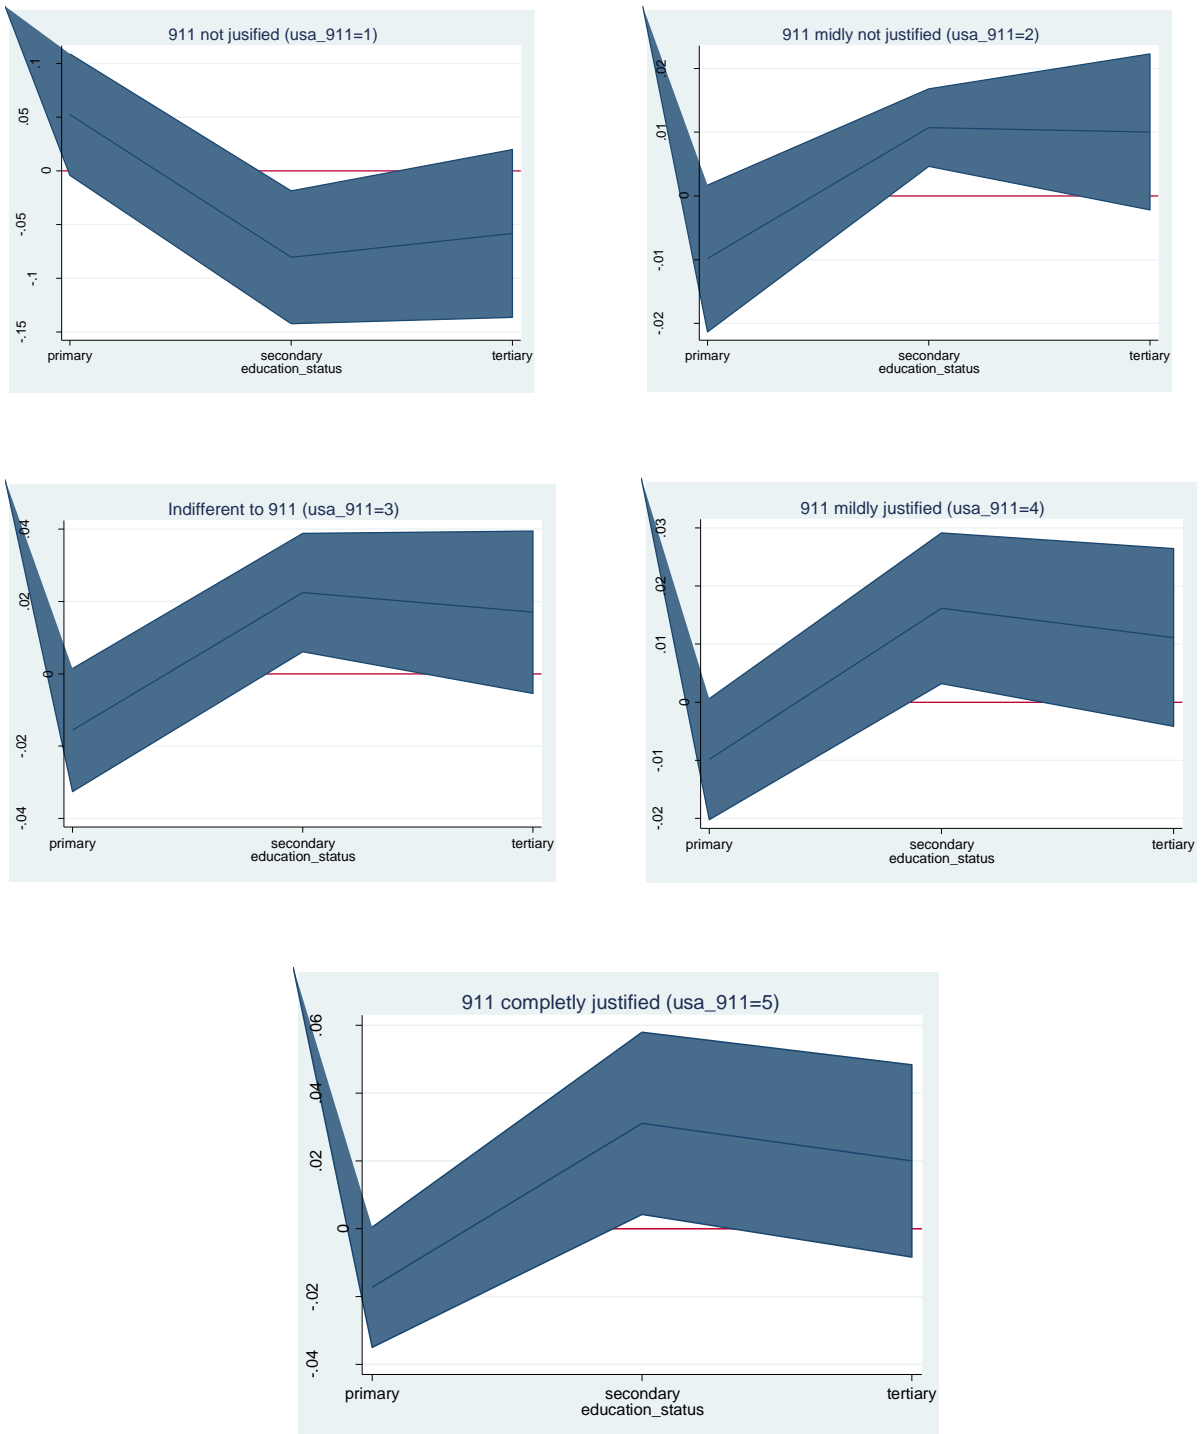 911 not jusified (usa_911=1)
.1
.05
0
-.05
-.1
-.15
primary secondary tertiary
education_status
911 midly not justified (usa_911=2)
.02
.01
0
-.01
-.02
primary secondary tertiary
education_status
Indifferent to 911 (usa_911=3)
.04
.02
0
-.02
-.04
primary secondary tertiary
education_status
911 mildly justified (usa_911=4)
.03
.02
.01
0
-.01
-.02
primary secondary tertiary
education_status
911 completly justified (usa_911=5)
.06
.04
.02
0
-.02
-.04
primary secondary tertiary
education_status